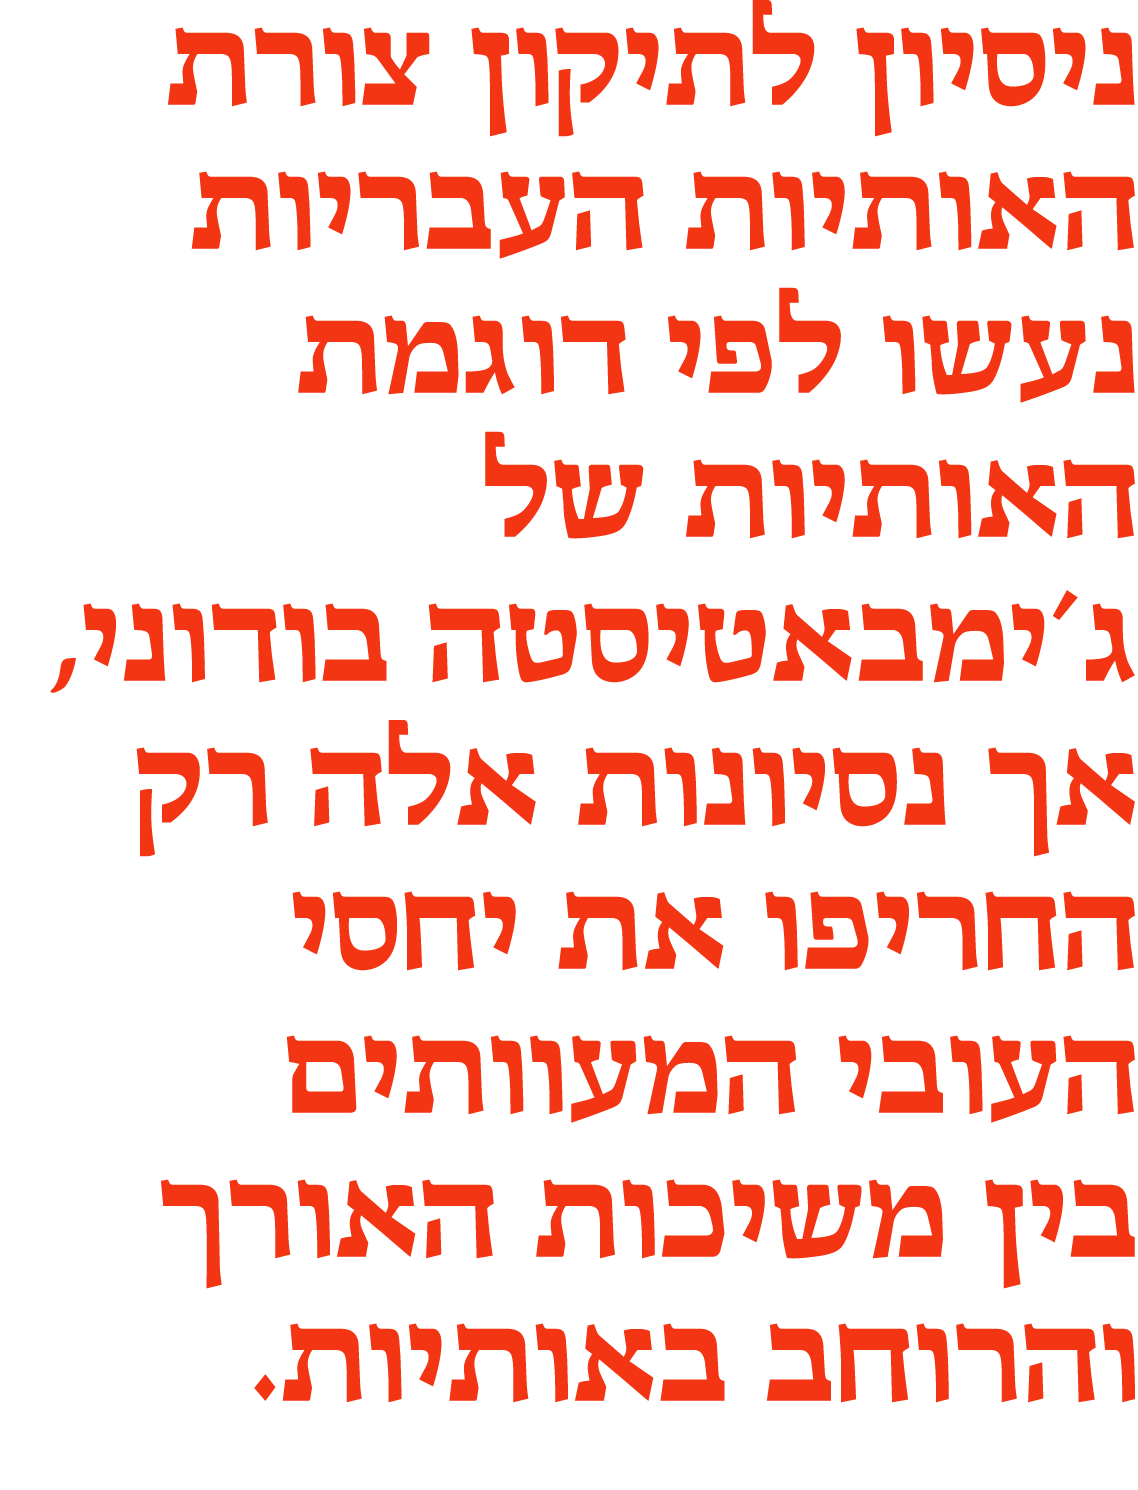 ניסיון לתיקון צורת
האותיות העבריות
נעשו לפי דוגמת
האותיות של
ג׳ימבאטיסטה בודוני,
אך נסיונות אלה רק
החריפו את יחסי
העובי המעוותים
בין משיכות האורך
והרוחב באותיות.